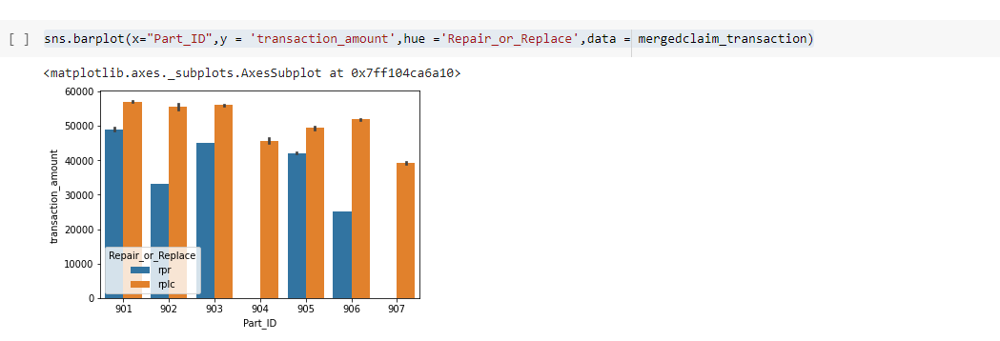 [ ] sns.barplot(x="Part_ID",y = 'transaction_amount',hue ='Repair_or_Replace',data = mergedclaim_transaction)
<matplotlib.axes._subplots.AxesSubplot at 0x7ff104ca6a10>
60000
50000
40000
30000
20000
10000
0
transaction_amount
Repair_or_Replace
rpr
rplc
901 902 903 904 905 906 907
Part_ID